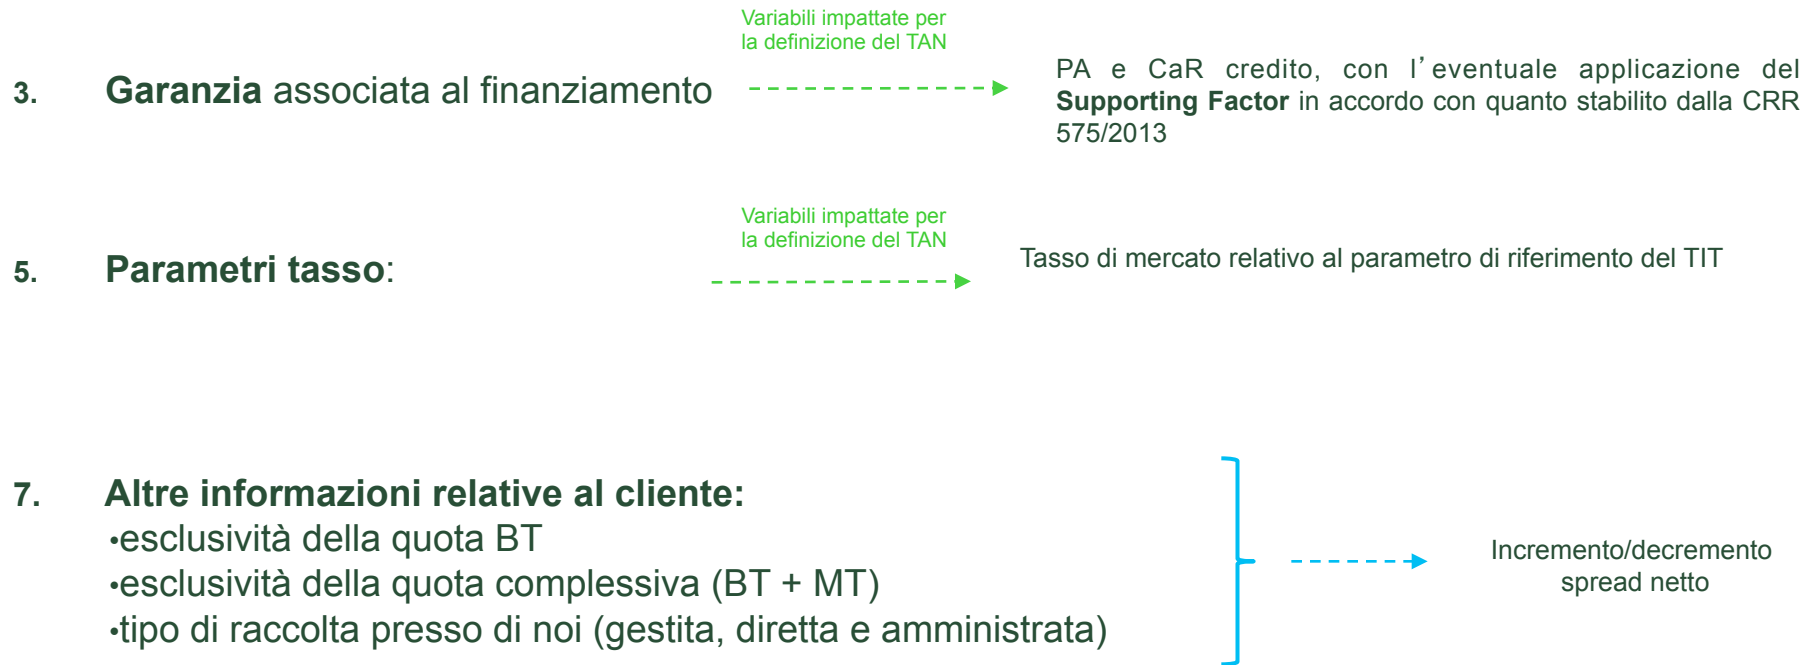 Variabili impattate per
la definizione del TAN
3. Garanzia associata al finanziamento
PA e CaR credito, con l'eventuale applicazione del
Supporting Factor in accordo con quanto stabilito dalla CRR
575/2013
Variabili impattate per
la definizione del TAN
5. Parametri tasso:
Tasso di mercato relativo al parametro di riferimento del TIT
7. Altre informazioni relative al cliente:
•esclusività della quota BT
•esclusività della quota complessiva (BT + MT)
•tipo di raccolta presso di noi (gestita, diretta e amministrata)
Incremento/decremento
spread netto